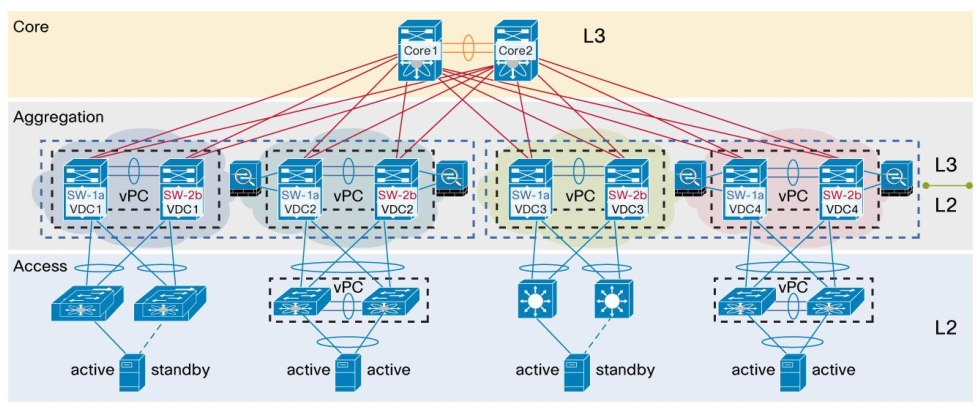 Core
L3
Core1
Core2
Aggregation
SW-1a
VDC1
vPC
SW-2b
VDC1
SW-1a
VDC2
vPC
SW-2b
VDC2
SW-1a
VDC3
vPC
SW-2b
VDC3
SW-1a
VDC4
vPC
SW-2b
VDC4
L3
L2
Access
vPC
vPC
L2
active
standby
active
active
active
standby
active
active